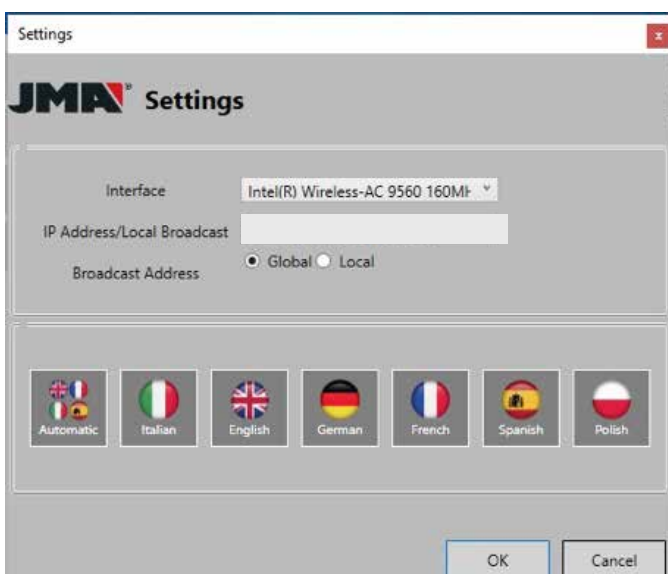 Settings
JMA® Settings
Interface Intel(R) Wireless-AC 9560 160MH
IP Address/Local Broadcast
Broadcast Address Global Local
Automatic Italian English German French Spanish Polish
OK Cancel